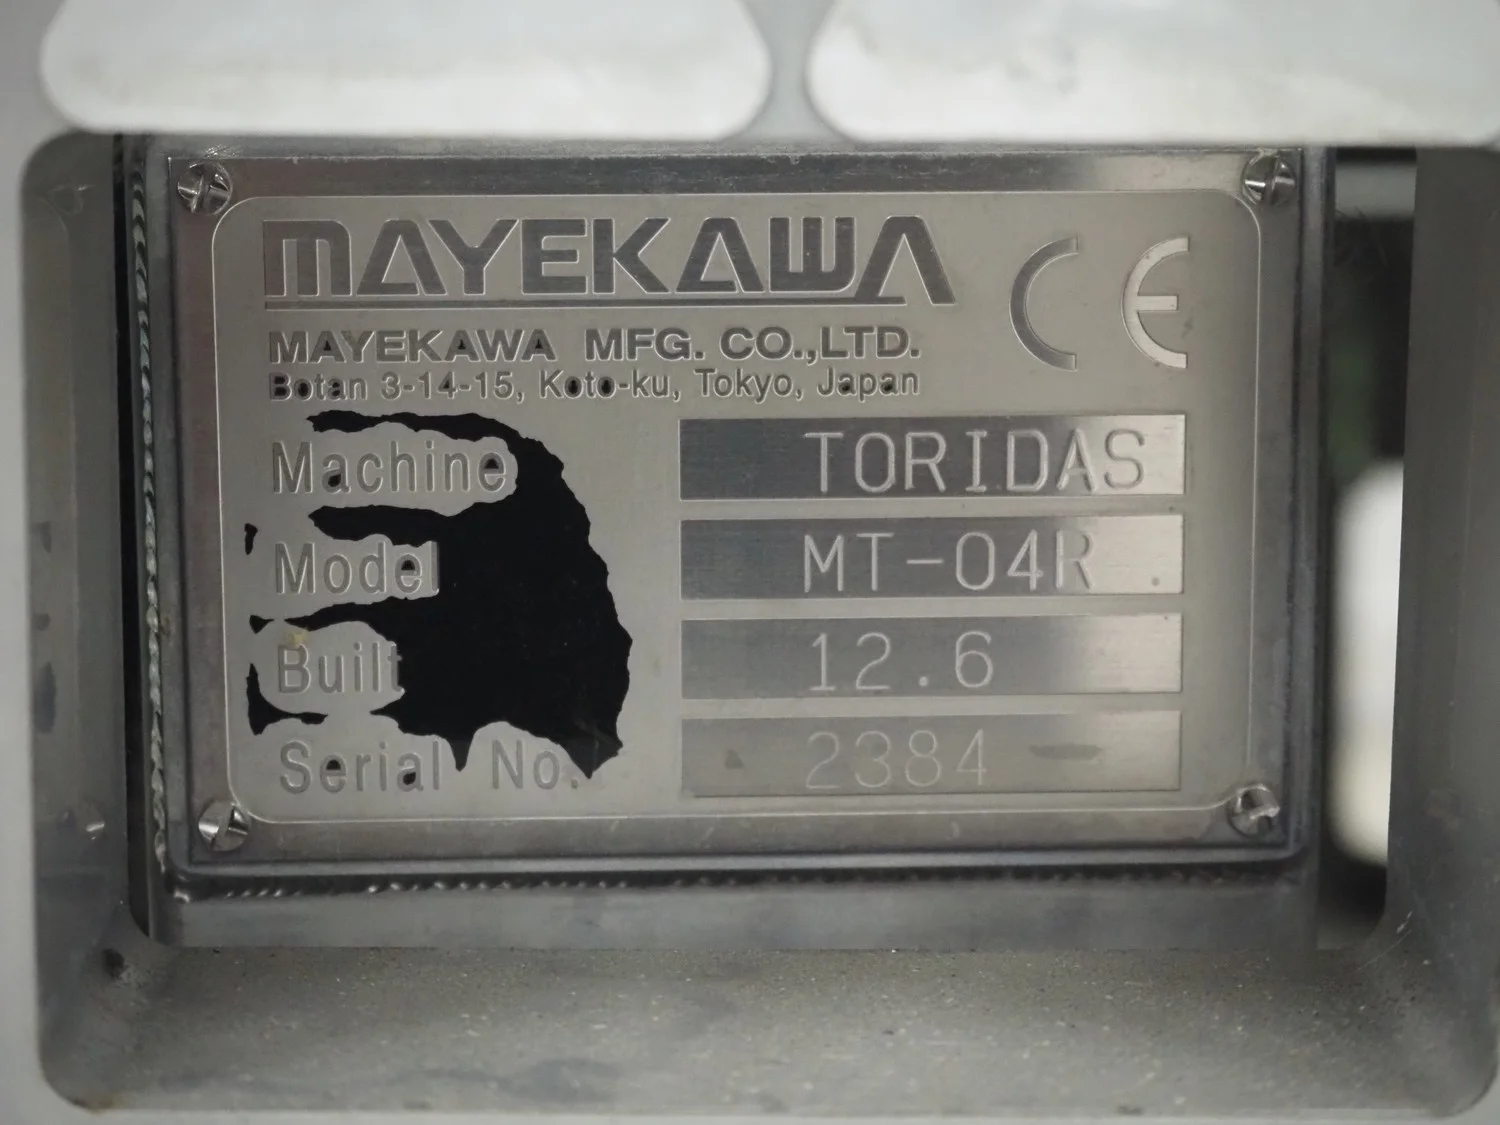 MAYEKAWA
CE
MAYEKAWA MFG. CO.,LTD.
Botan 3-14-15, Koto-ku, Tokyo, Japan
Machine TORIDAS
Model MT-04R
Built 12.6
Serial No. 2384